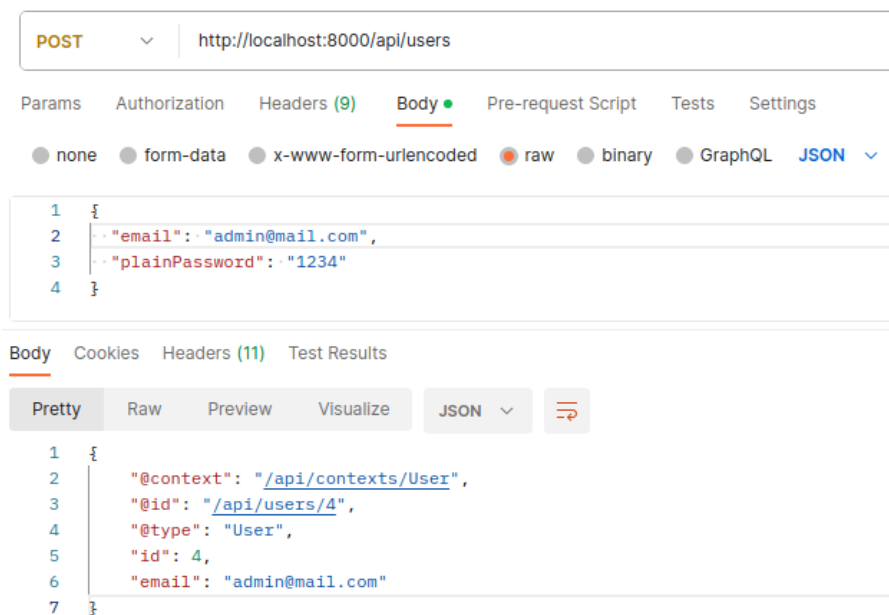 POST http://localhost:8000/api/users
Params Authorization Headers (9) Body Pre-request Script Tests Settings
none form-data x-www-form-urlencoded raw binary GraphQL JSON
1 {
2 "email": "admin@mail.com",
3 "plainPassword": "1234"
4 }
Body Cookies Headers (11) Test Results
Pretty Raw Preview Visualize JSON
1 {
2 "@context": "/api/contexts/User",
3 "@id": "/api/users/4",
4 "@type": "User",
5 "id": 4,
6 "email": "admin@mail.com"
7 }